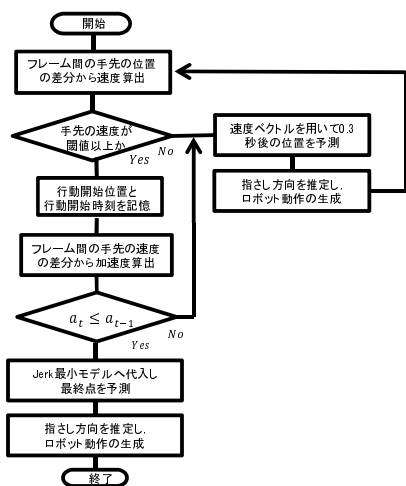 開始
フレーム間の手先の位置
の差分から速度算出
手先の速度が
閾値以上か
No
Yes
速度ベクトルを用いて0.3
秒後の位置を予測
行動開始位置と
行動開始時刻を記憶
指さし方向を推定し,
ロボット動作の生成
フレーム間の手先の速度
の差分から加速度算出
a_t ≤ a_{t-1}
No
Yes
Jerk最小モデルへ代入し
最終点を予測
指さし方向を推定し,
ロボット動作の生成
終了